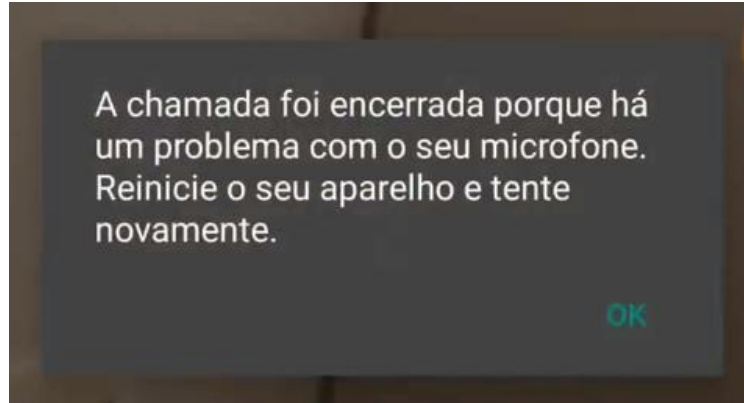 A chamada foi encerrada porque há
um problema com o seu microfone.
Reinicie o seu aparelho e tente
novamente.
OK